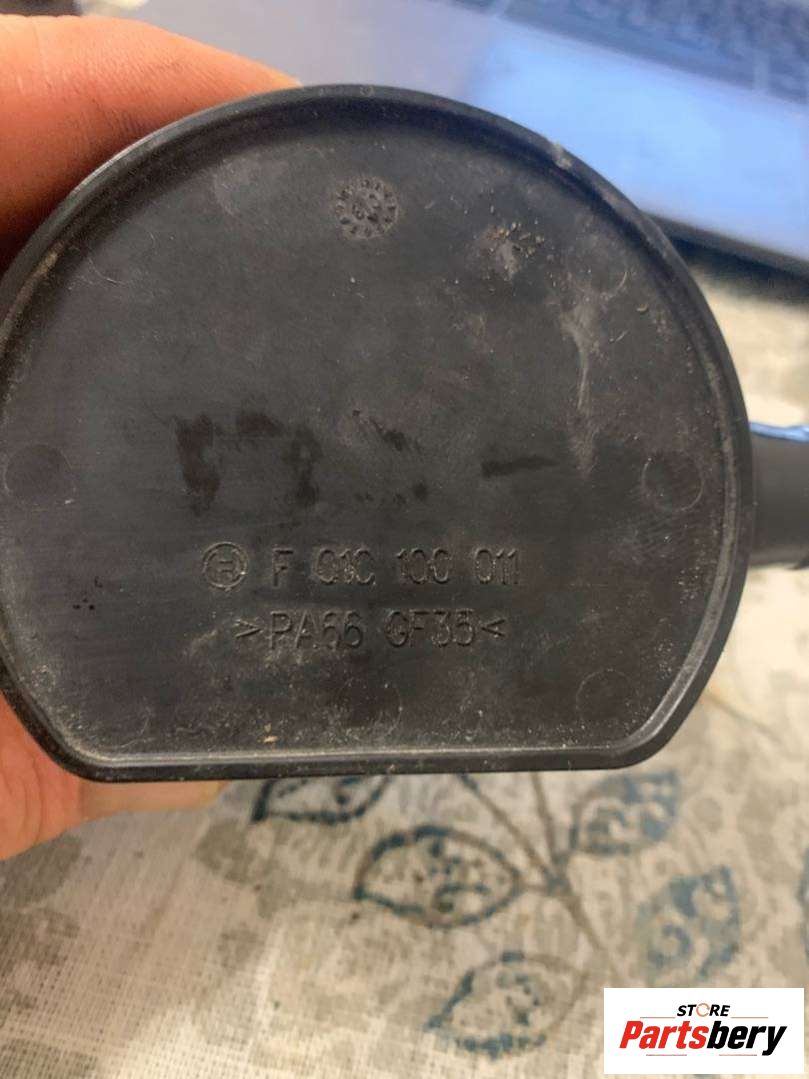 F 01C 100 011
>PA66 GF35<
STORE
Partsbery